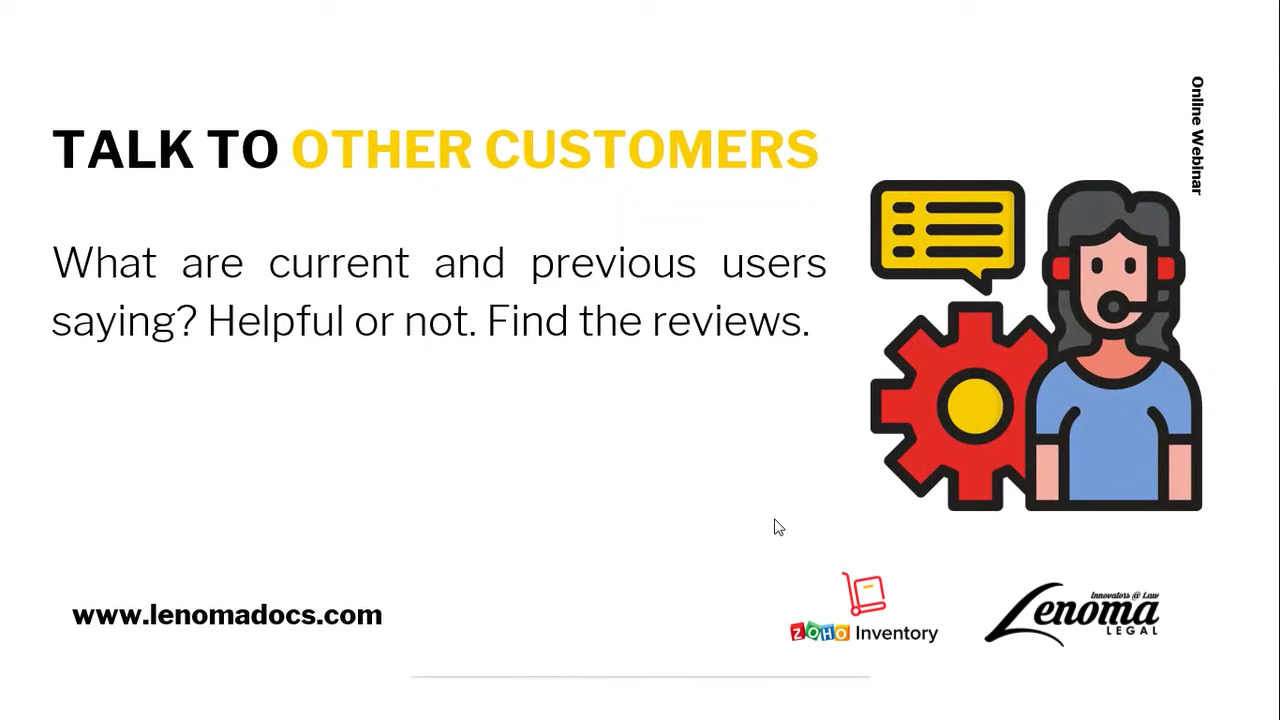 Online Webinar
TALK TO OTHER CUSTOMERS
What are current and previous users
saying? Helpful or not. Find the reviews.
www.lenomadocs.com
ZOHO Inventory
Innovators @ Law
Lenoma
LEGAL